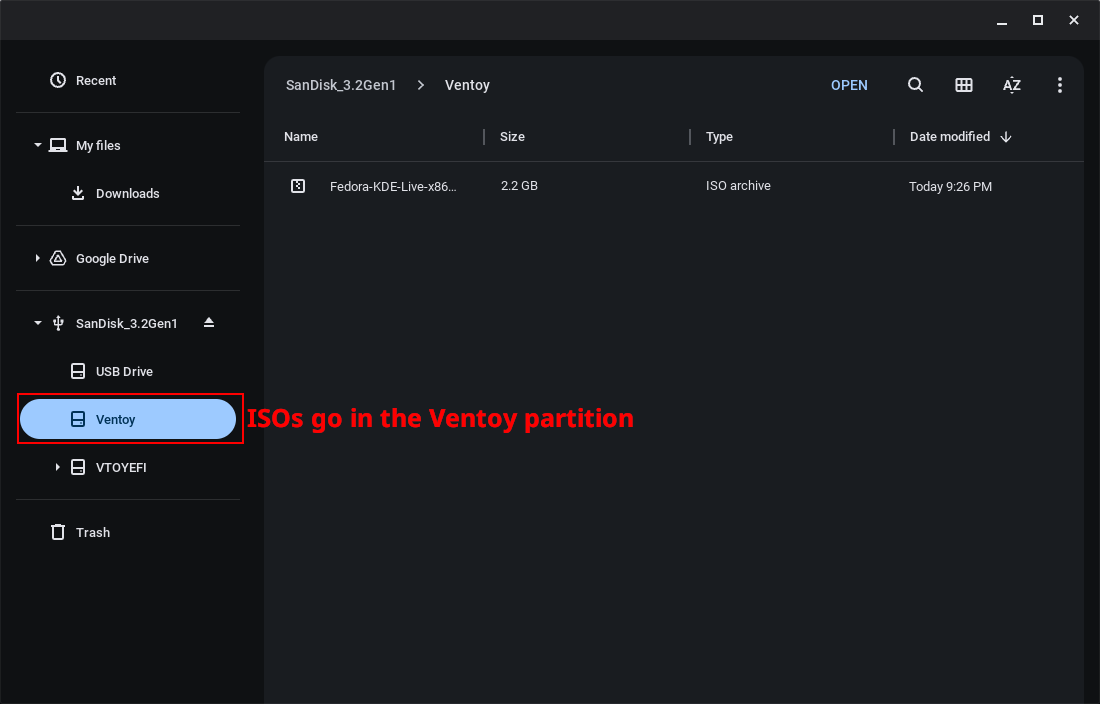 Recent
My files
Downloads
Google Drive
SanDisk_3.2Gen1
USB Drive
Ventoy
VTOYEFI
Trash
SanDisk_3.2Gen1 > Ventoy
OPEN
AZ
Name Size Type Date modified
Fedora-KDE-Live-x86... 2.2 GB ISO archive Today 9:26 PM
ISOs go in the Ventoy partition